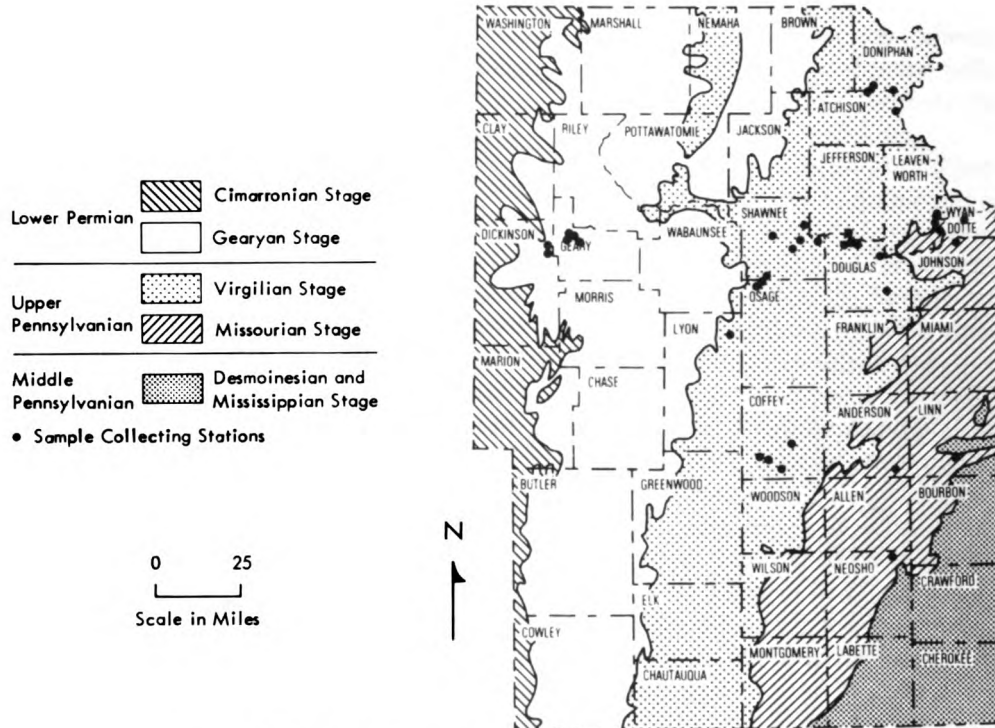 Lower Permian
Cimarronian Stage
Gearyan Stage
Upper
Pennsylvanian
Virgilian Stage
Missourian Stage
Middle
Pennsylvanian
Desmoinesian and
Mississippian Stage
• Sample Collecting Stations
0 25
Scale in Miles
N
WASHINGTON
MARSHALL
NEMAHA
BROWN
DONIPHAN
ATCHISON
CLAY
RILEY
POTTAWATOMIE
JACKSON
JEFFERSON
LEAVEN-
WORTH
DICKINSON
GEARY
WABAUNSEE
SHAWNEE
WYAN-
DOTTE
DOUGLAS
JOHNSON
MORRIS
OSAGE
LYON
FRANKLIN
MIAMI
MARION
CHASE
COFFEY
ANDERSON
LINN
BUTLER
GREENWOOD
WOODSON
ALLEN
BOURBON
WILSON
NEOSHO
CRAWFORD
ELK
COWLEY
MONTGOMERY
LABETTE
CHEROKEE
CHAUTAUQUA